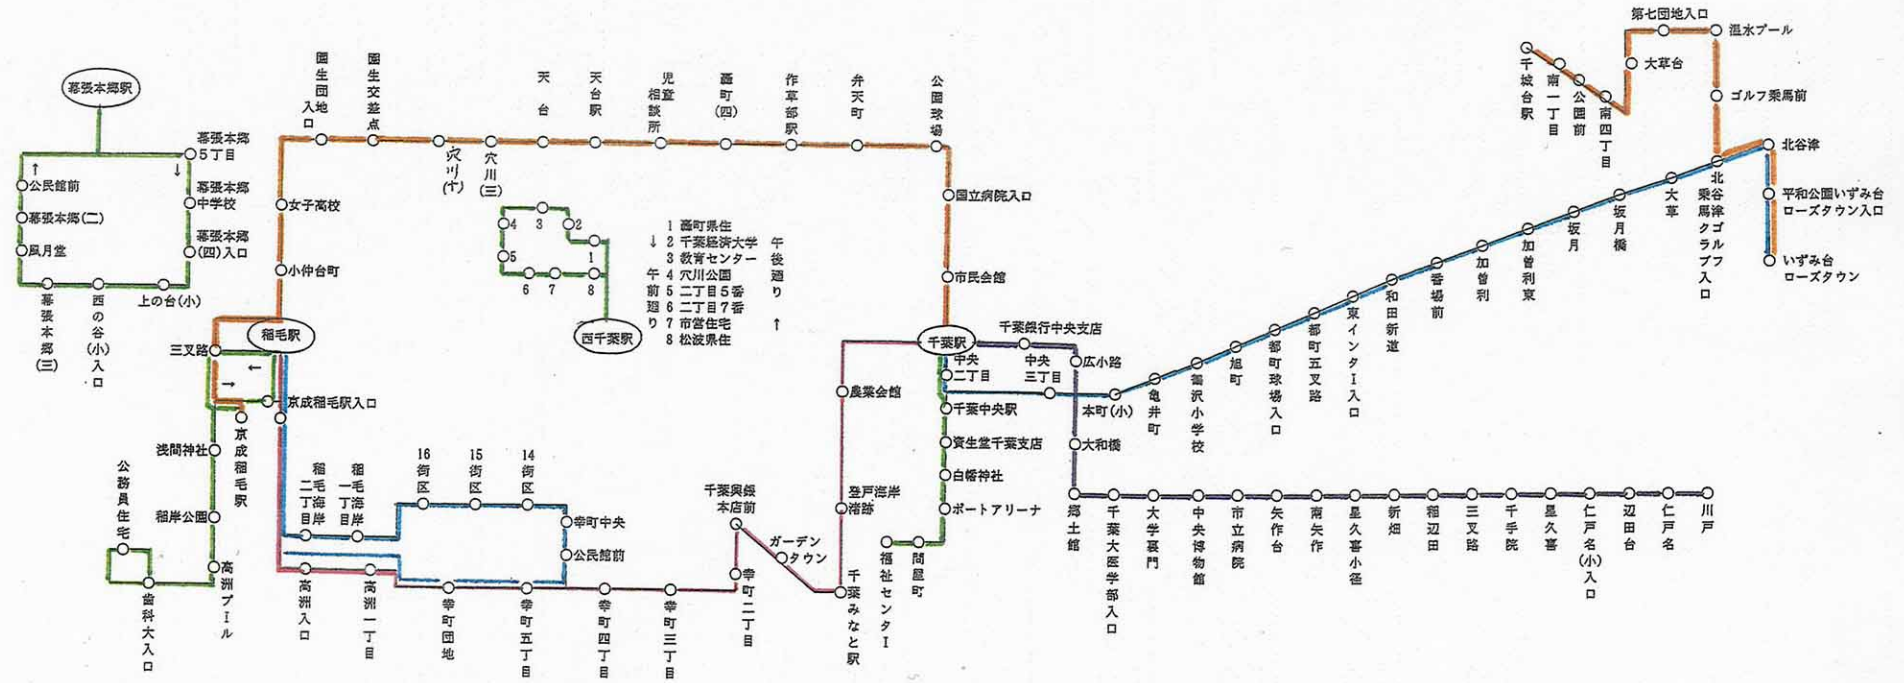 幕張本郷駅
幕張本郷
5丁目
↑
↓
公民館前
幕張本郷
中学校
幕張本郷(二)
風月堂
幕張本郷
(四)入口
幕張本郷(三)
西の谷(小)入口
上の台(小)
園生団地入口
園生交差点
穴川(十)
穴川(三)
天台
天台駅
児童相談所
轟町(四)
作草部駅
弁天町
公園球場
女子高校
小仲台町
稲毛駅
三叉路
←
→
京成稲毛駅入口
京成稲毛駅
浅間神社
公務員住宅
稲岸公園
高洲プール
歯科大入口
4
3
2
5
1
6
7
8
西千葉駅
1 轟町県住
↓ 2 千葉経済大学
3 教育センター
4 穴川公園
5 二丁目5番
6 二丁目7番
7 市営住宅
8 松波県住
午前廻り
午後廻り
↑
国立病院入口
市民会館
千葉駅
千葉銀行中央支店
中央
二丁目
中央
三丁目
広小路
農業会館
千葉中央駅
本町(小)
資生堂千葉支店
大和橋
白幡神社
ポートアリーナ
問屋町
福祉センター
稲毛海岸
二丁目
稲毛海岸
一丁目
16街区
15街区
14街区
幸町中央
公民館前
高洲入口
高洲一丁目
幸町団地
幸町五丁目
幸町四丁目
幸町三丁目
幸町二丁目
千葉興銀
本店前
ガーデン
タウン
登戸海岸
千葉みなと駅
亀井町
鶴沢小学校
旭町
都町球場入口
都町五叉路
東インター入口
和田新道
番場前
加曽利
加曽利東
坂月
坂月橋
大草
北谷津ゴルフ
乗馬クラブ入口
北谷津
平和公園いずみ台
ローズタウン入口
いずみ台
ローズタウン
ゴルフ乗馬前
温水プール
第七団地入口
大草台
南四丁目
公園前
南一丁目
千城台駅
郷土館
千葉大医学部入口
大学裏門
中央博物館
市立病院
矢作台
南矢作
星久喜小径
新畑
稲辺田
三叉路
千手院
星久喜
仁戸名(小)入口
辺田台
仁戸名
川戸